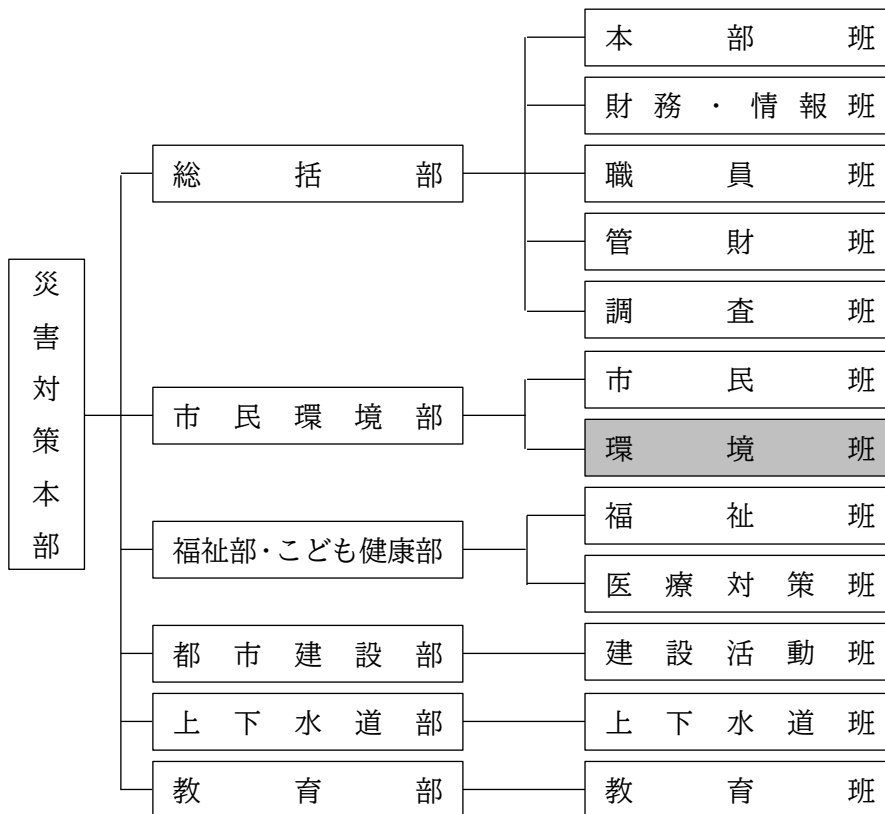 災害対策本部
総括部
本部班
財務・情報班
職員班
管財班
調査班
市民環境部
市民班
環境班
福祉部・こども健康部
福祉班
医療対策班
都市建設部
建設活動班
上下水道部
上下水道班
教育部
教育班